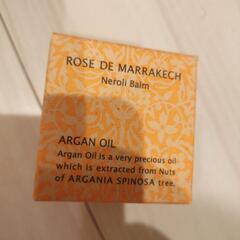 ROSE DE MARRAKECH
Neroli Balm
ARGAN OIL
Argan Oil is a very precious oil
which is extracted from Nuts
of ARGANIA SPINOSA tree.